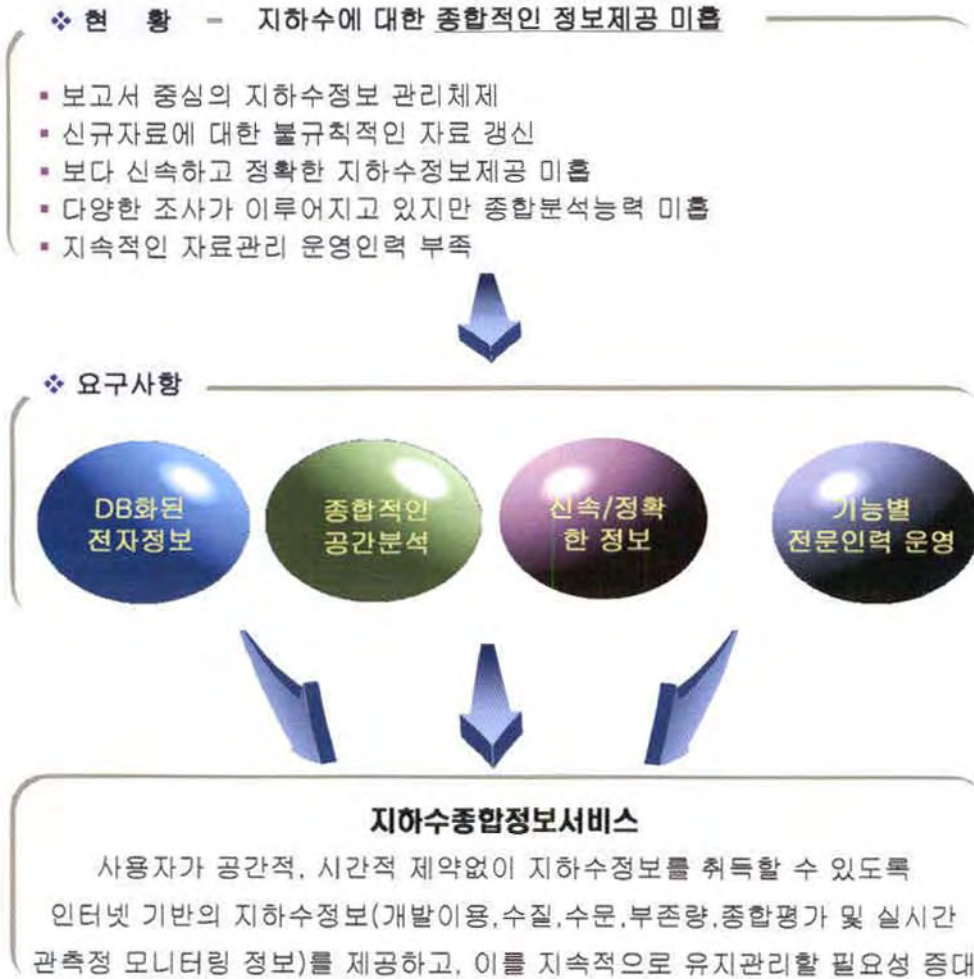 ❖ 현 황 - 지하수에 대한 종합적인 정보제공 미흡
▪ 보고서 중심의 지하수정보 관리체제
▪ 신규자료에 대한 불규칙적인 자료 갱신
▪ 보다 신속하고 정확한 지하수정보제공 미흡
▪ 다양한 조사가 이루어지고 있지만 종합분석능력 미흡
▪ 지속적인 자료관리 운영인력 부족
❖ 요구사항
DB화된
전자정보
종합적인
공간분석
신속/정확
한 정보
기능별
전문인력 운영
지하수종합정보서비스
사용자가 공간적, 시간적 제약없이 지하수정보를 취득할 수 있도록
인터넷 기반의 지하수정보(개발이용,수질,수문,부존량,종합평가 및 실시간
관측정 모니터링 정보)를 제공하고, 이를 지속적으로 유지관리할 필요성 증대